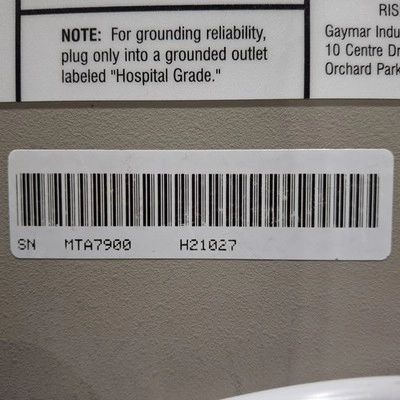 NOTE: For grounding reliability,
plug only into a grounded outlet
labeled "Hospital Grade."
RIS
Gaymar Indu
10 Centre Dr
Orchard Park
SN MTA7900 H21027